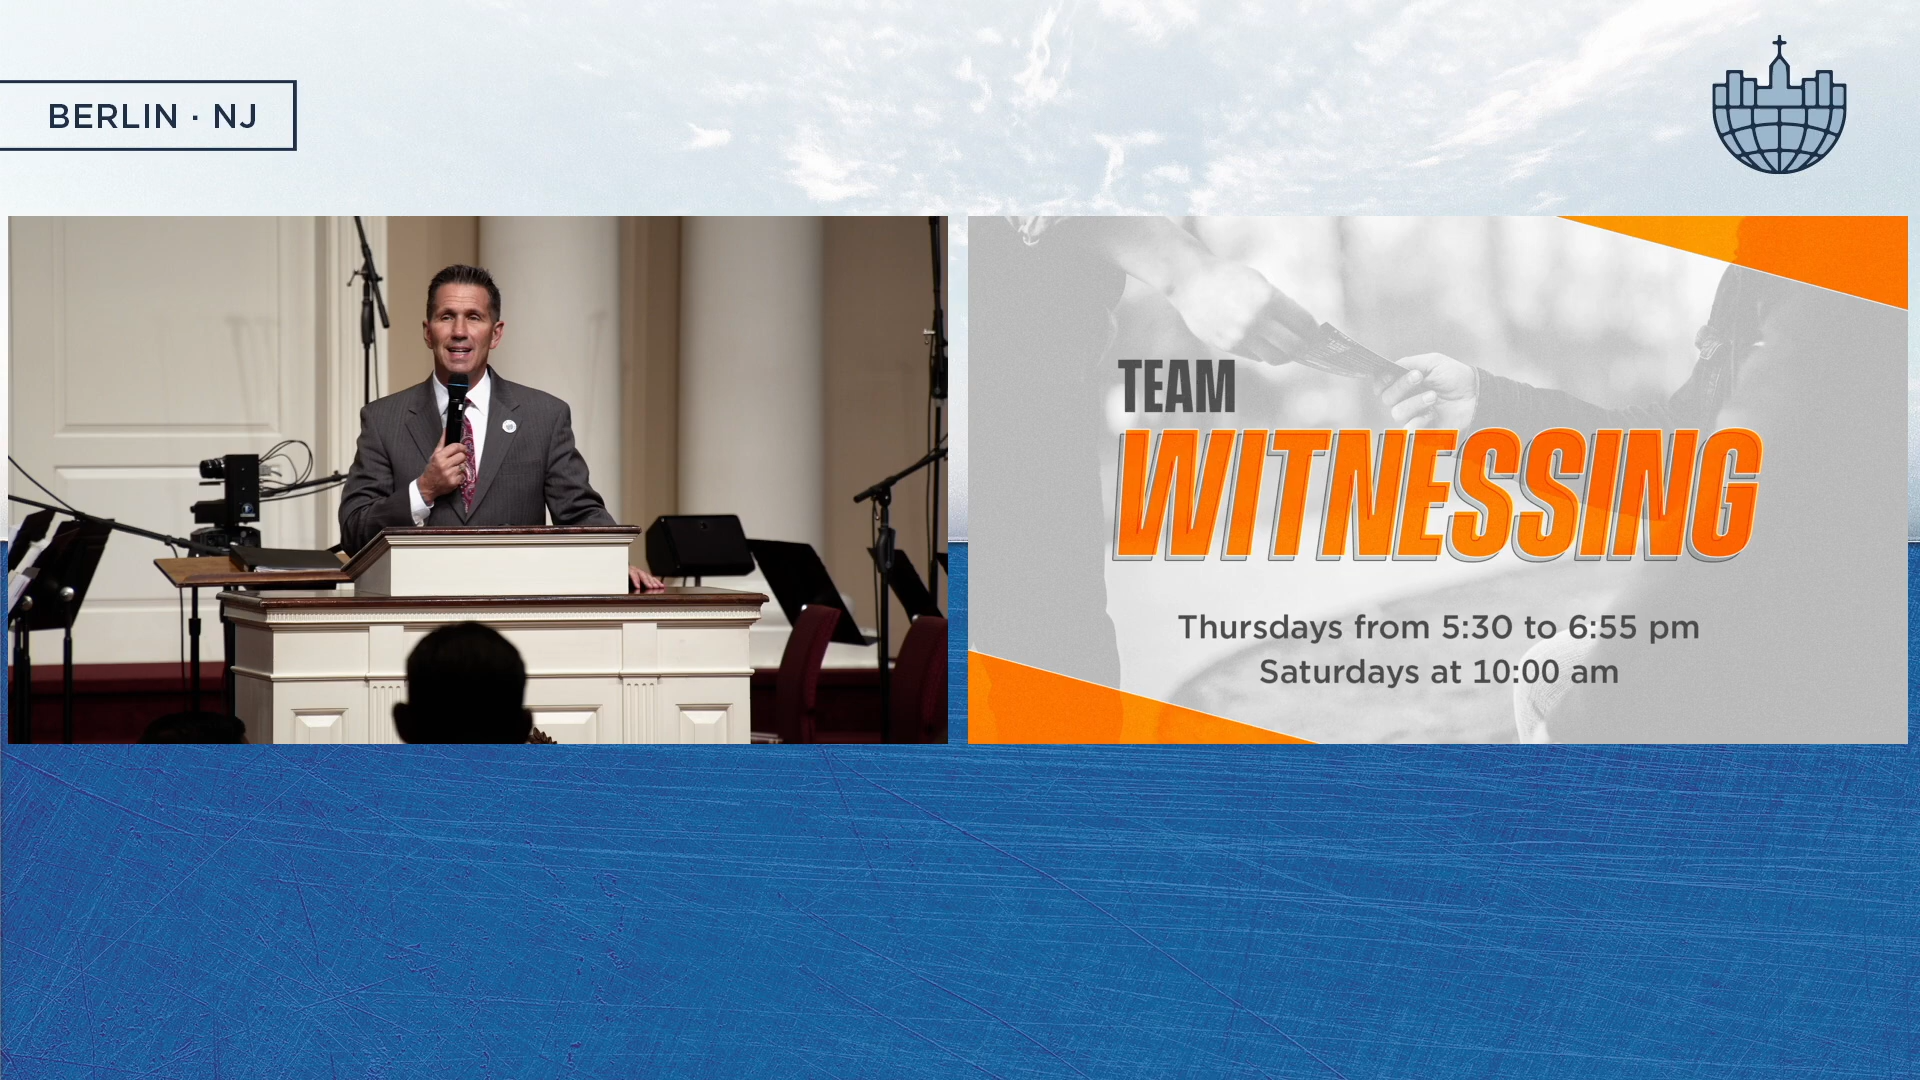 BERLIN · NJ
TEAM
WITNESSING
Thursdays from 5:30 to 6:55 pm
Saturdays at 10:00 am